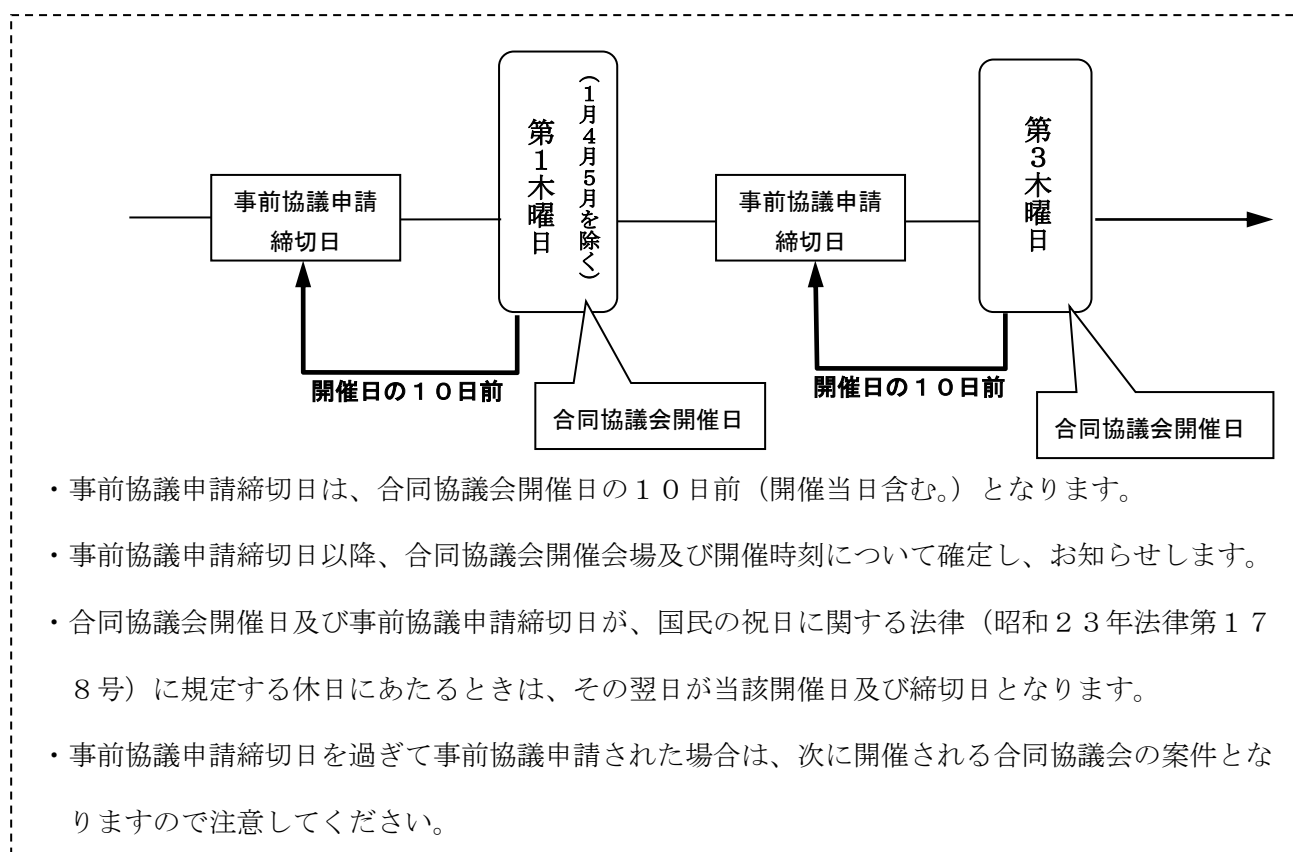 事前協議申請
締切日
第１木曜日
（１月４月５月を除く）
事前協議申請
締切日
第３木曜日
開催日の１０日前
合同協議会開催日
開催日の１０日前
合同協議会開催日
・事前協議申請締切日は、合同協議会開催日の１０日前（開催当日含む。）となります。
・事前協議申請締切日以降、合同協議会開催会場及び開催時刻について確定し、お知らせします。
・合同協議会開催日及び事前協議申請締切日が、国民の祝日に関する法律（昭和２３年法律第１７
８号）に規定する休日にあたるときは、その翌日が当該開催日及び締切日となります。
・事前協議申請締切日を過ぎて事前協議申請された場合は、次に開催される合同協議会の案件とな
りますので注意してください。